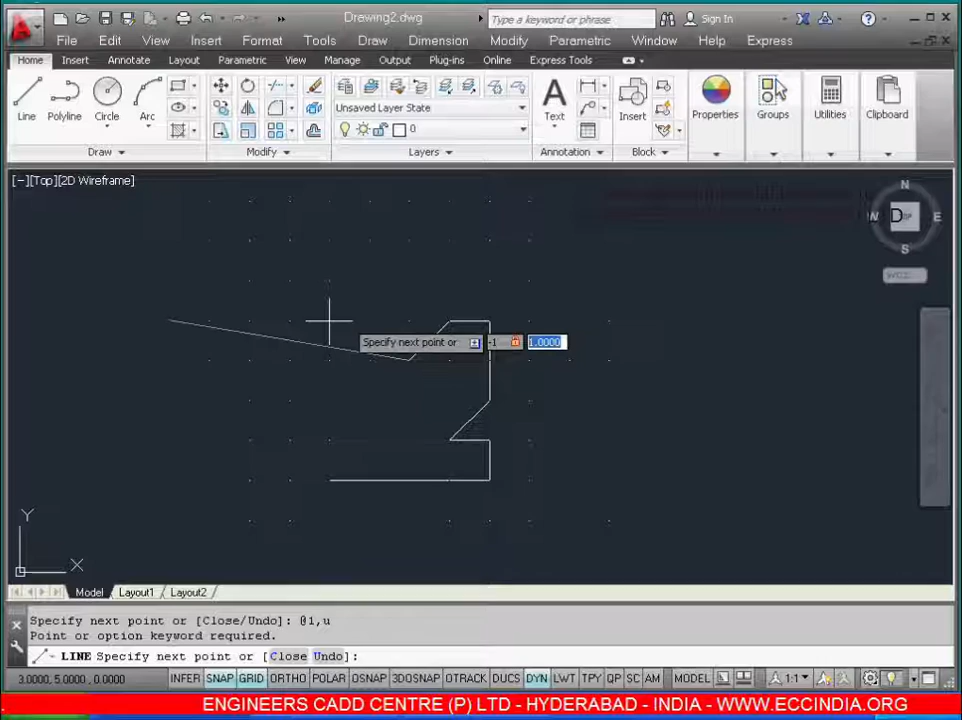 Drawing2.dwg
Type a keyword or phrase
Sign In
File Edit View Insert Format Tools Draw Dimension Modify Parametric Window Help Express
Home Insert Annotate Layout Parametric View Manage Output Plug-ins Online Express Tools
Line Polyline Circle Arc
Unsaved Layer State
0
Text Insert Properties Groups Utilities Clipboard
Draw Modify Layers Annotation Block
[−][Top][2D Wireframe]
N
W E
S
Specify next point or -1 1.0000
Y
X
Model Layout1 Layout2
Specify next point or [Close/Undo]: @1,u
Point or option keyword required.
LINE Specify next point or [Close Undo]:
3.0000, 5.0000, 0.0000 INFER SNAP GRID ORTHO POLAR OSNAP 3DOSNAP OTRACK DUCS DYN LWT TPY QP SC AM MODEL 1:1
ENGINEERS CADD CENTRE (P) LTD - HYDERABAD - INDIA - WWW.ECCINDIA.ORG